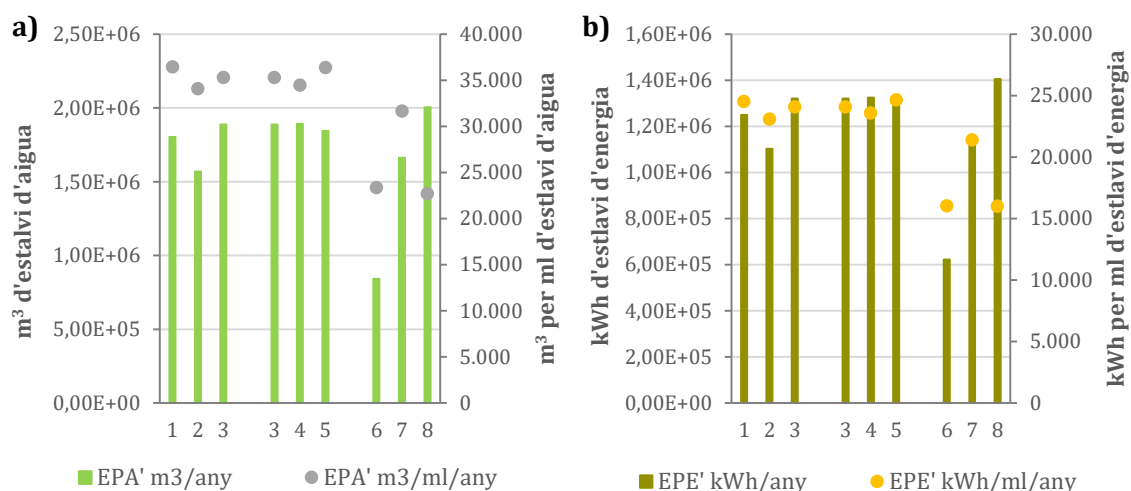 a)
m³ d'estalvi d'aigua
2,50E+06
2,00E+06
1,50E+06
1,00E+06
5,00E+05
0,00E+00
40.000
35.000
30.000
25.000
20.000
15.000
10.000
5.000
0
m³ per ml d'estlavi d'aigua
1 2 3 3 4 5 6 7 8
EPA' m3/any EPA' m3/ml/any
b)
kWh d'estlavi d'energia
1,60E+06
1,40E+06
1,20E+06
1,00E+06
8,00E+05
6,00E+05
4,00E+05
2,00E+05
0,00E+00
30.000
25.000
20.000
15.000
10.000
5.000
0
kWh per ml d'estlavi d'energia
1 2 3 3 4 5 6 7 8
EPE' kWh/any EPE' kWh/ml/any